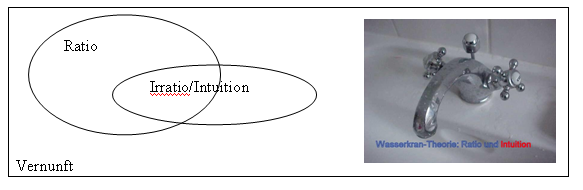 Ratio
Irratio/Intuition
Wasserkran-Theorie: Ratio und Intuition
Vernunft